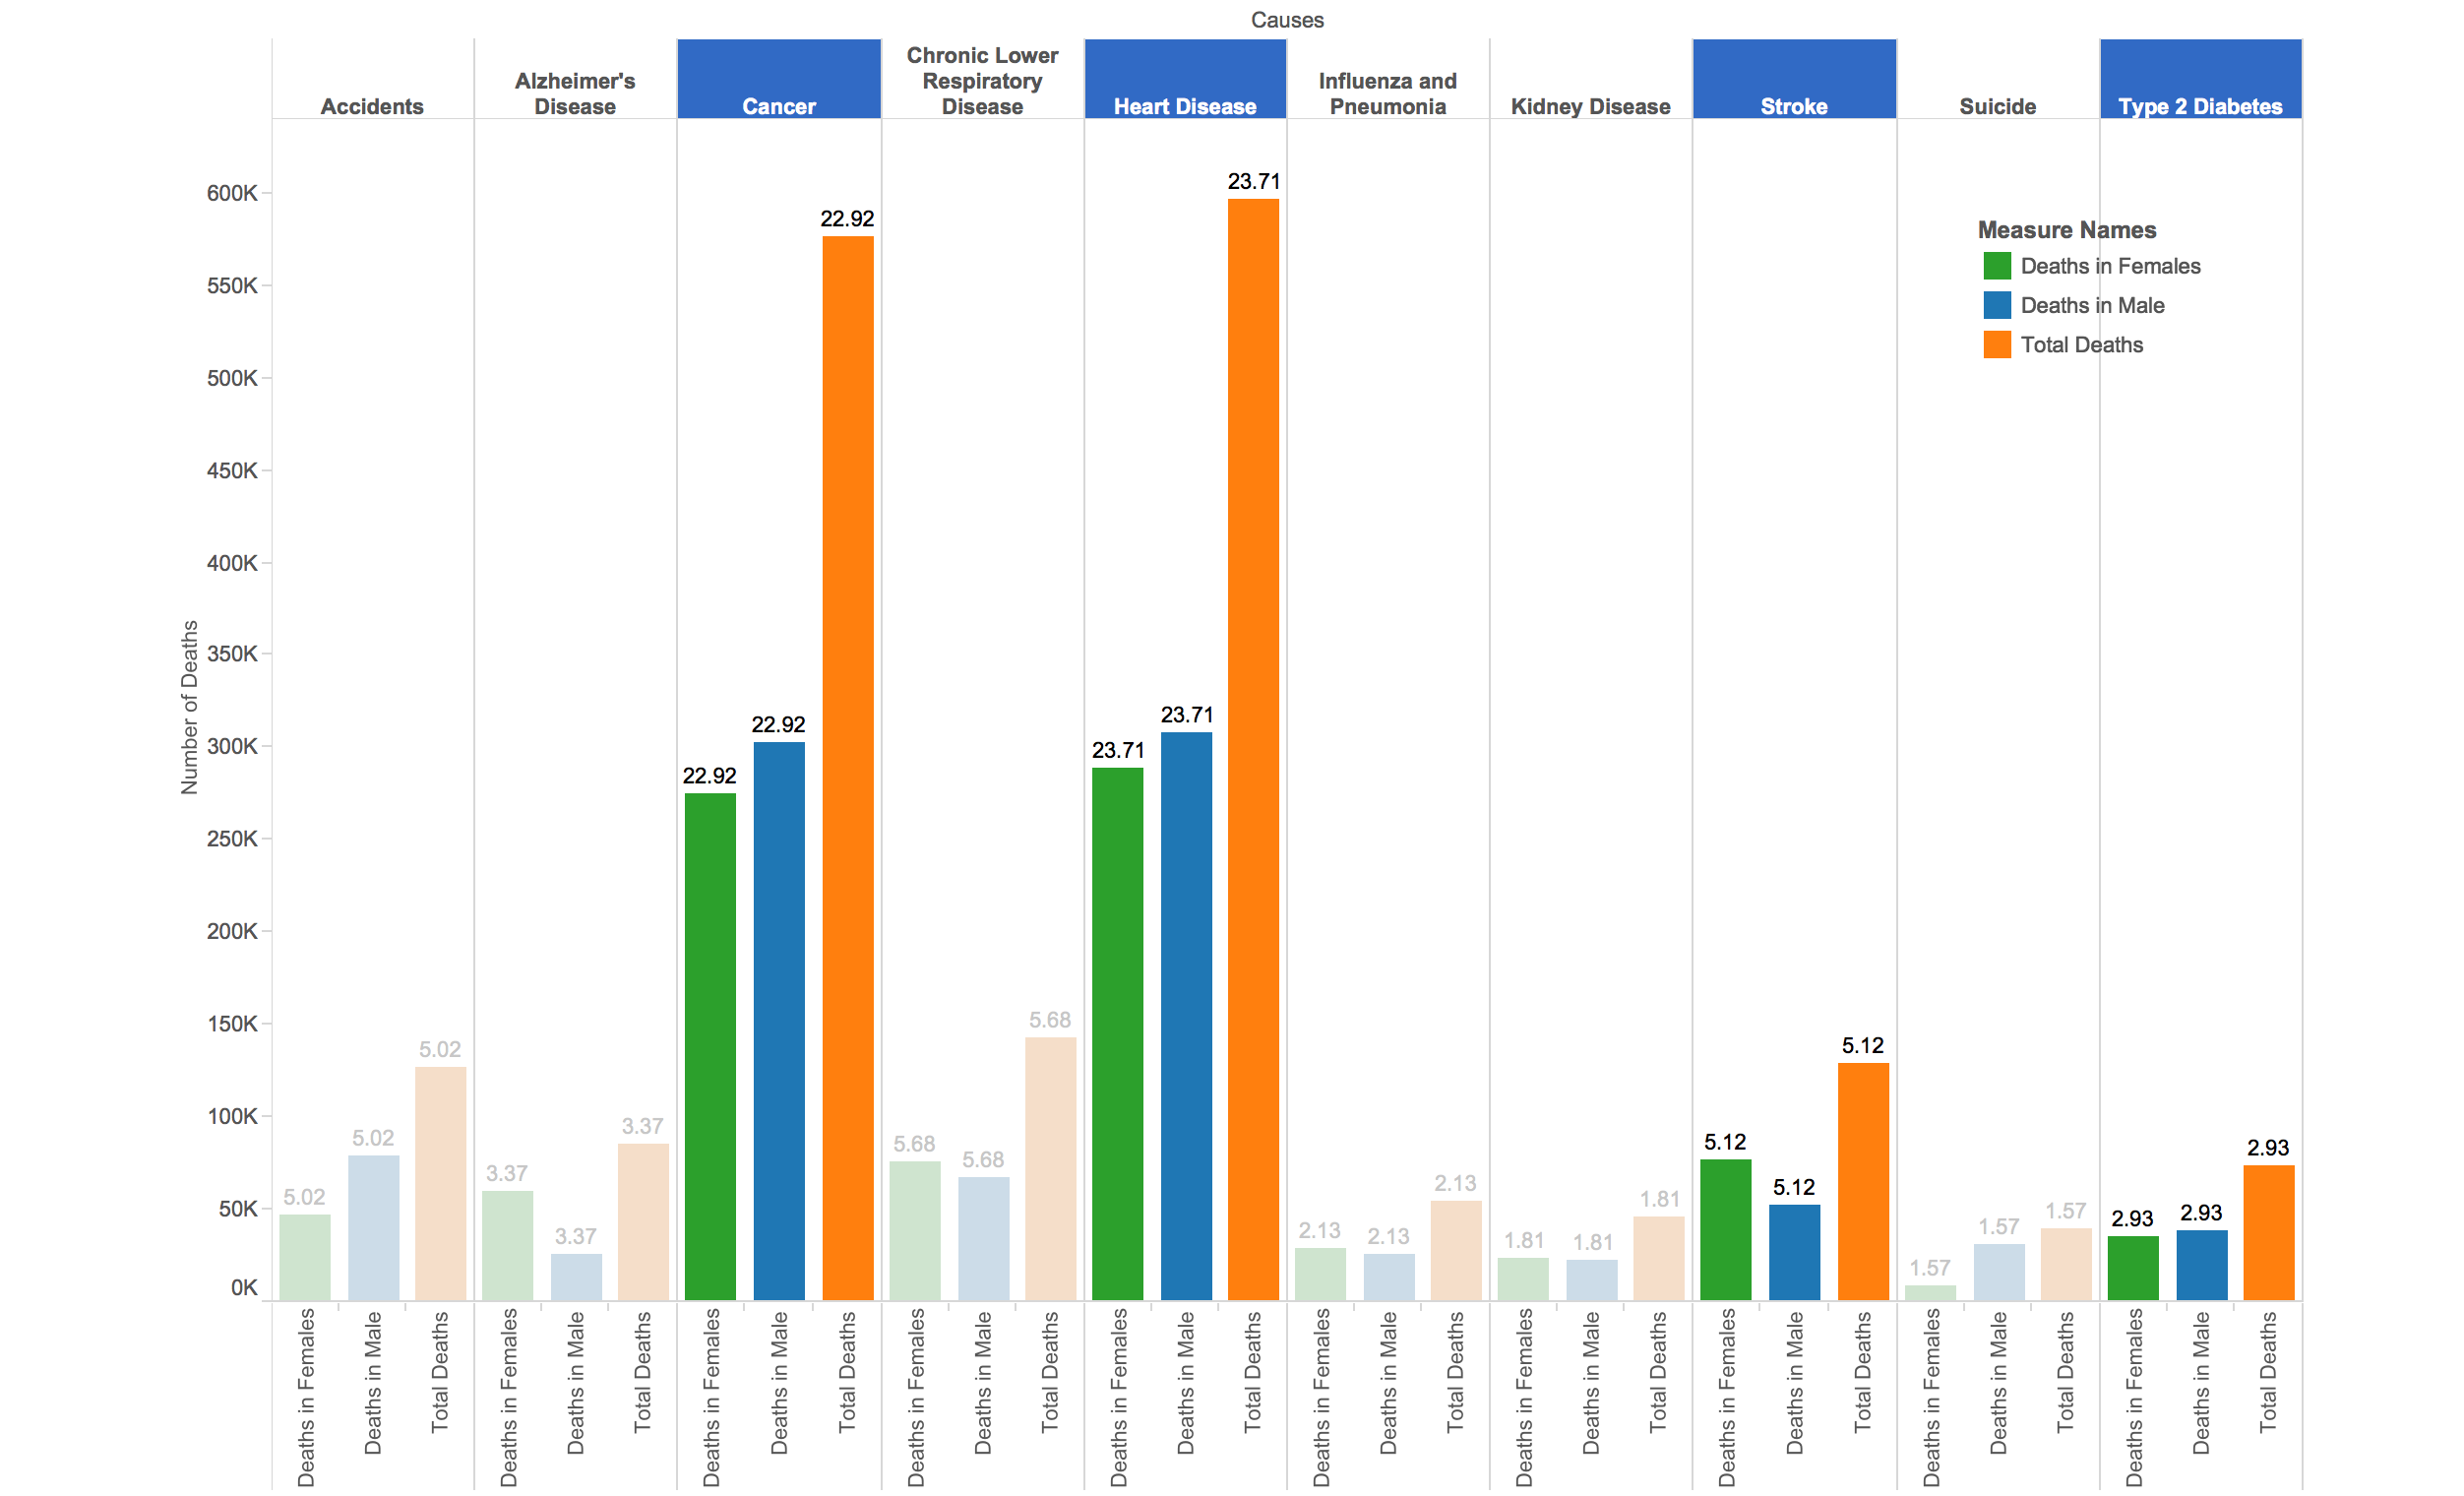 Causes
Accidents
Alzheimer's
Disease
Cancer
Chronic Lower
Respiratory
Disease
Heart Disease
Influenza and
Pneumonia
Kidney Disease
Stroke
Suicide
Type 2 Diabetes
Measure Names
Deaths in Females
Deaths in Male
Total Deaths
Number of Deaths
600K
550K
500K
450K
400K
350K
300K
250K
200K
150K
100K
50K
0K
5.02
5.02
5.02
3.37
3.37
3.37
22.92
22.92
22.92
5.68
5.68
5.68
23.71
23.71
23.71
2.13
2.13
2.13
1.81
1.81
1.81
5.12
5.12
5.12
1.57
1.57
1.57
2.93
2.93
2.93
Deaths in Females
Deaths in Male
Total Deaths
Deaths in Females
Deaths in Male
Total Deaths
Deaths in Females
Deaths in Male
Total Deaths
Deaths in Females
Deaths in Male
Total Deaths
Deaths in Females
Deaths in Male
Total Deaths
Deaths in Females
Deaths in Male
Total Deaths
Deaths in Females
Deaths in Male
Total Deaths
Deaths in Females
Deaths in Male
Total Deaths
Deaths in Females
Deaths in Male
Total Deaths
Deaths in Females
Deaths in Male
Total Deaths